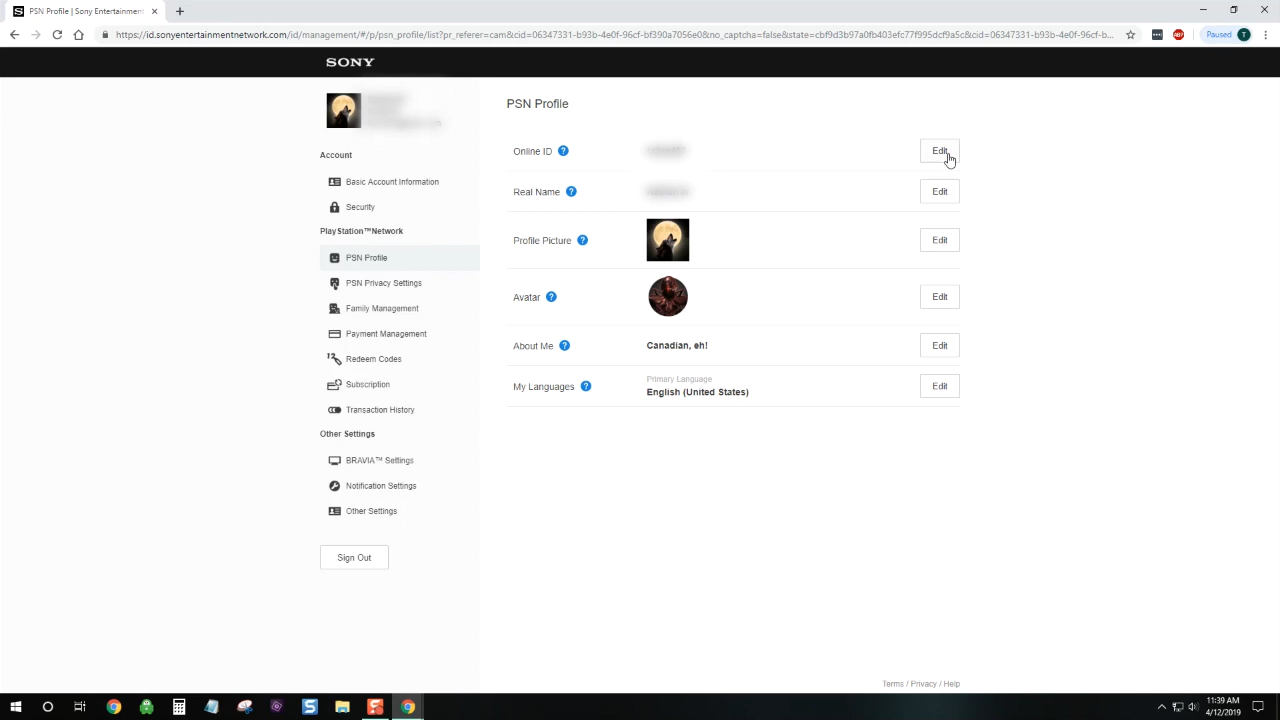 PSN Profile | Sony Entertainment
https://id.sonyentertainmentnetwork.com/id/management/#/p/psn_profile/list?pr_referer=cam&cid=06347331-b93b-4e0f-96cf-bf390a7056e0&no_captcha=false&state=cbf9d3b97a0fb403efc77f995dcf9a5c&cid=06347331-b93b-4e0f-96cf-b...
ABP
Paused
T
SONY
PSN Profile
Account
Basic Account Information
Security
PlayStation™Network
PSN Profile
PSN Privacy Settings
Family Management
Payment Management
Redeem Codes
Subscription
Transaction History
Other Settings
BRAVIA™ Settings
Notification Settings
Other Settings
Sign Out
Online ID ? Edit
Real Name ? Edit
Profile Picture ? Edit
Avatar ? Edit
About Me ? Canadian, eh! Edit
Primary Language
My Languages ? English (United States) Edit
Terms / Privacy / Help
11:39 AM
4/12/2019